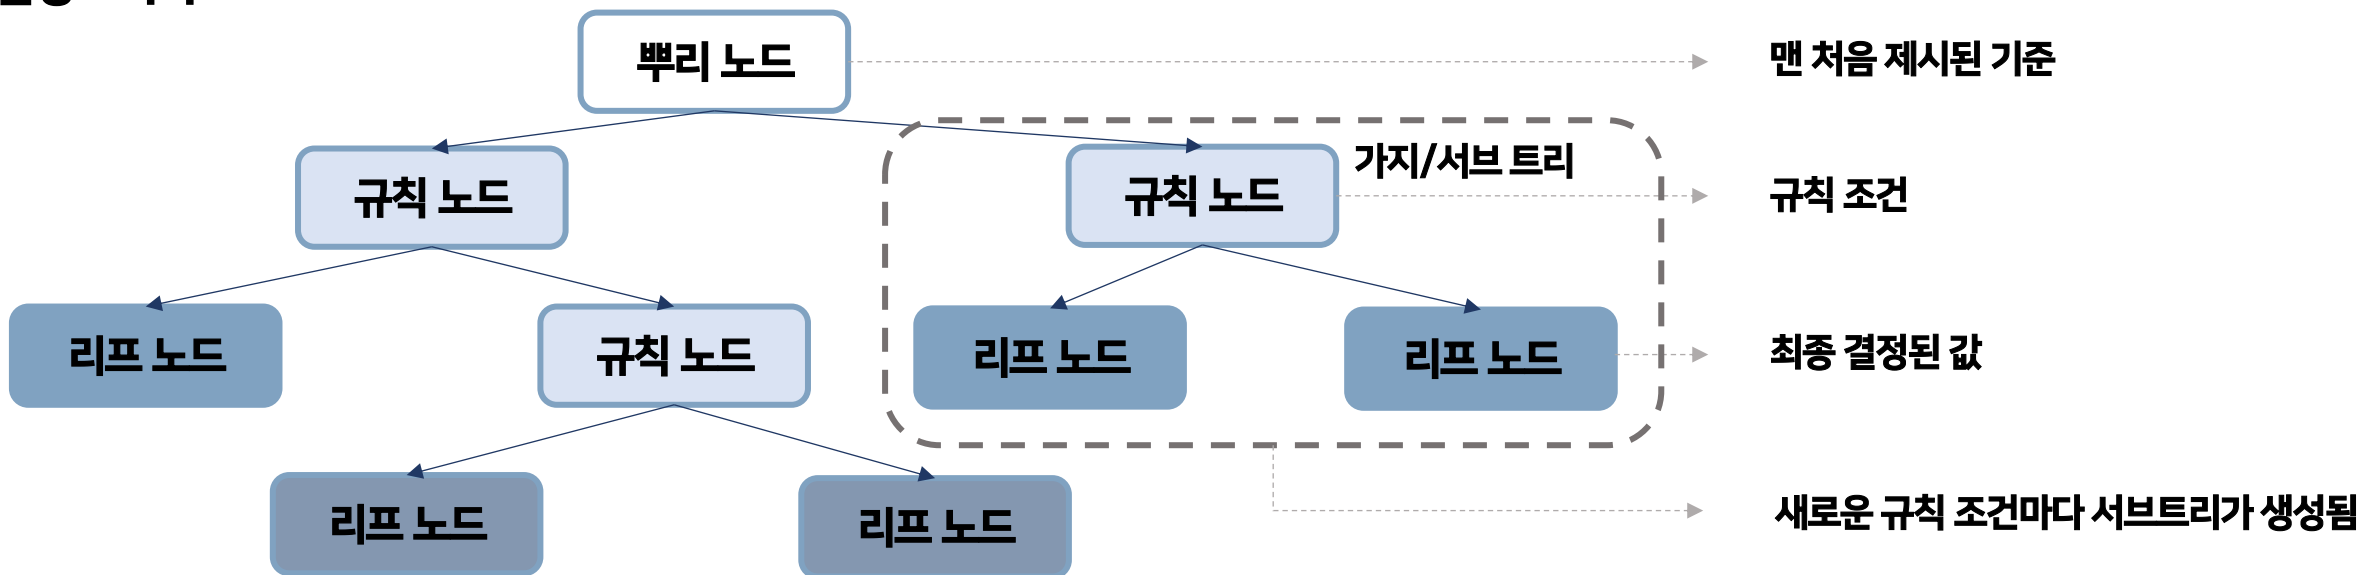 뿌리 노드
맨 처음 제시된 기준
가지/서브 트리
규칙 노드
규칙 노드
규칙 조건
리프 노드
규칙 노드
리프 노드
리프 노드
최종 결정된 값
리프 노드
리프 노드
새로운 규칙 조건마다 서브트리가 생성됨